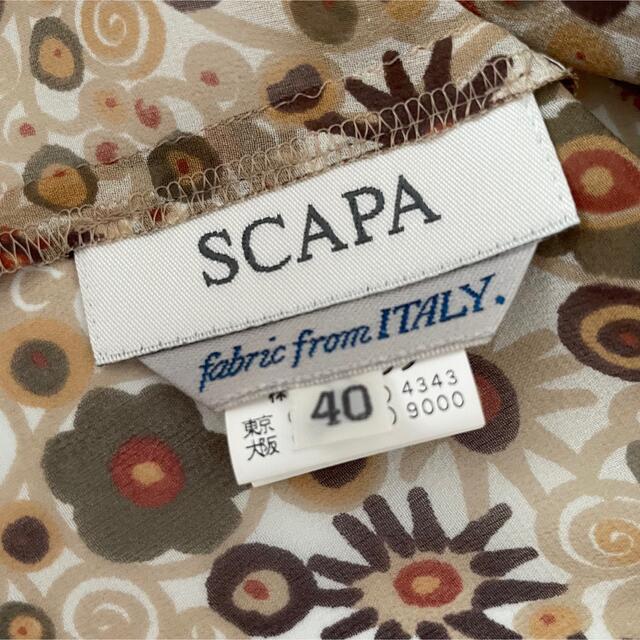 SCAPA
fabric from ITALY.
40
東京 ) 4343
大阪 ) 9000